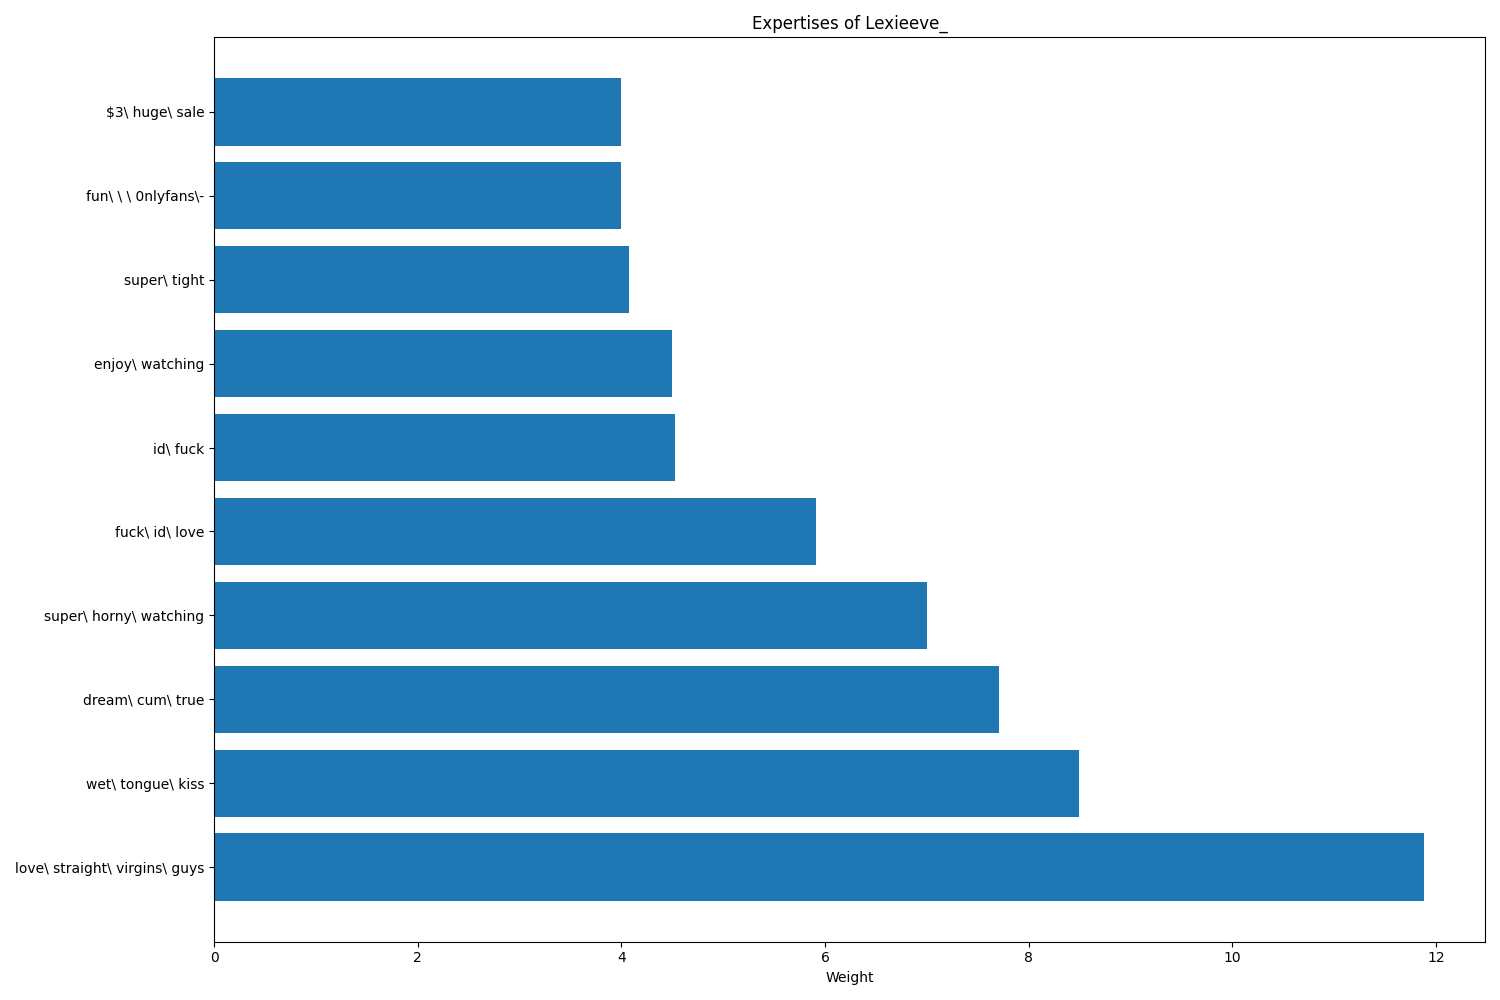 Expertises of Lexieeve_
$3\ huge\ sale
fun\ \ \ 0nlyfans\-
super\ tight
enjoy\ watching
id\ fuck
fuck\ id\ love
super\ horny\ watching
dream\ cum\ true
wet\ tongue\ kiss
love\ straight\ virgins\ guys
0 2 4 6 8 10 12
Weight